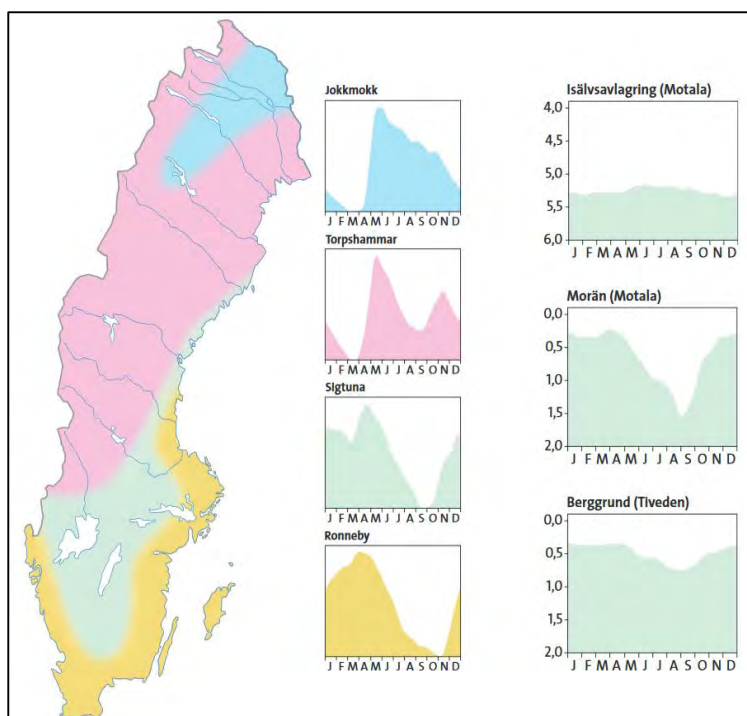 Jokkmokk
J F M A M J J A S O N D
Torpshammar
J F M A M J J A S O N D
Sigtuna
J F M A M J J A S O N D
Ronneby
J F M A M J J A S O N D
Isälvsavlagring (Motala)
4,0
4,5
5,0
5,5
6,0
J F M A M J J A S O N D
Morän (Motala)
0,0
0,5
1,0
1,5
2,0
J F M A M J J A S O N D
Berggrund (Tiveden)
0,0
0,5
1,0
1,5
2,0
J F M A M J J A S O N D